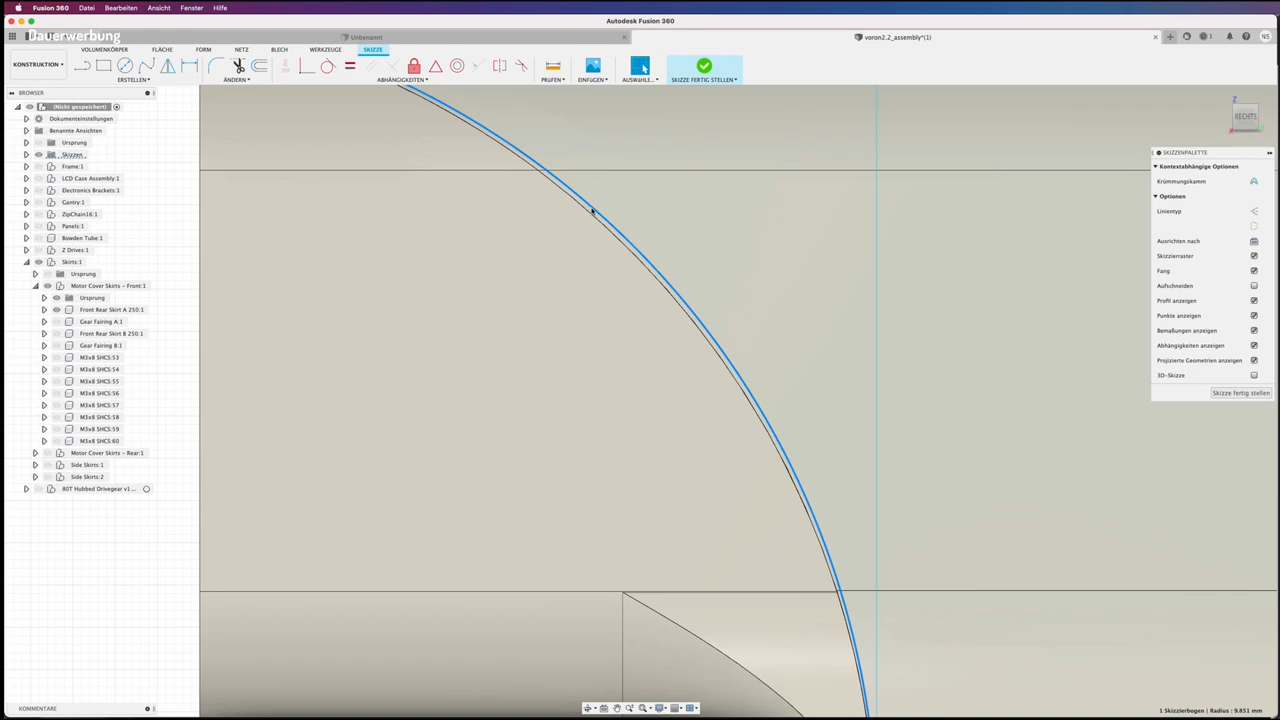 Fusion 360 Datei Bearbeiten Ansicht Fenster Hilfe
Autodesk Fusion 360
Dauerwerbung
Unbenannt
voron2.2_assembly*(1)
1
NS
KONSTRUKTION
VOLUMENKÖRPER FLÄCHE FORM NETZ BLECH WERKZEUGE SKIZZE
ERSTELLEN ÄNDERN ABHÄNGIGKEITEN PRÜFEN EINFÜGEN AUSWÄHLE... SKIZZE FERTIG STELLEN
BROWSER
(Nicht gespeichert)
Dokumenteinstellungen
Benannte Ansichten
Ursprung
Skizzen
Frame:1
LCD Case Assembly:1
Electronics Brackets:1
Gantry:1
ZipChain16:1
Panels:1
Bowden Tube:1
Z Drives:1
Skirts:1
Ursprung
Motor Cover Skirts - Front:1
Ursprung
Front Rear Skirt A 250:1
Gear Fairing A:1
Front Rear Skirt B 250:1
Gear Fairing B:1
M3x8 SHCS:53
M3x8 SHCS:54
M3x8 SHCS:55
M3x8 SHCS:56
M3x8 SHCS:57
M3x8 SHCS:58
M3x8 SHCS:59
M3x8 SHCS:60
Motor Cover Skirts - Rear:1
Side Skirts:1
Side Skirts:2
80T Hubbed Drivegear v1...
Z
RECHTS
SKIZZENPALETTE
Kontextabhängige Optionen
Krümmungskamm
Optionen
Linientyp
Ausrichten nach
Skizzierraster
Fang
Aufschneiden
Profil anzeigen
Punkte anzeigen
Bemaßungen anzeigen
Abhängigkeiten anzeigen
Projizierte Geometrien anzeigen
3D-Skizze
Skizze fertig stellen
KOMMENTARE
1 Skizzierbogen | Radius : 9.851 mm